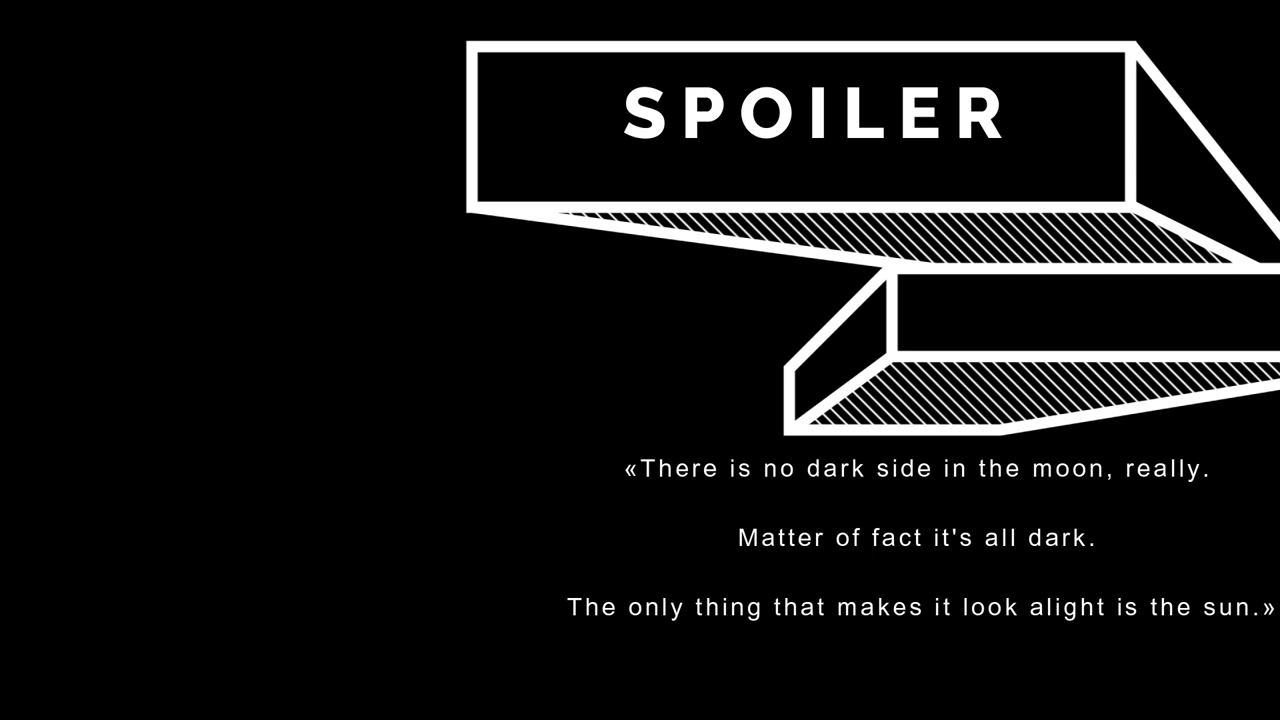 SPOILER
«There is no dark side in the moon, really.
Matter of fact it's all dark.
The only thing that makes it look alight is the sun.»